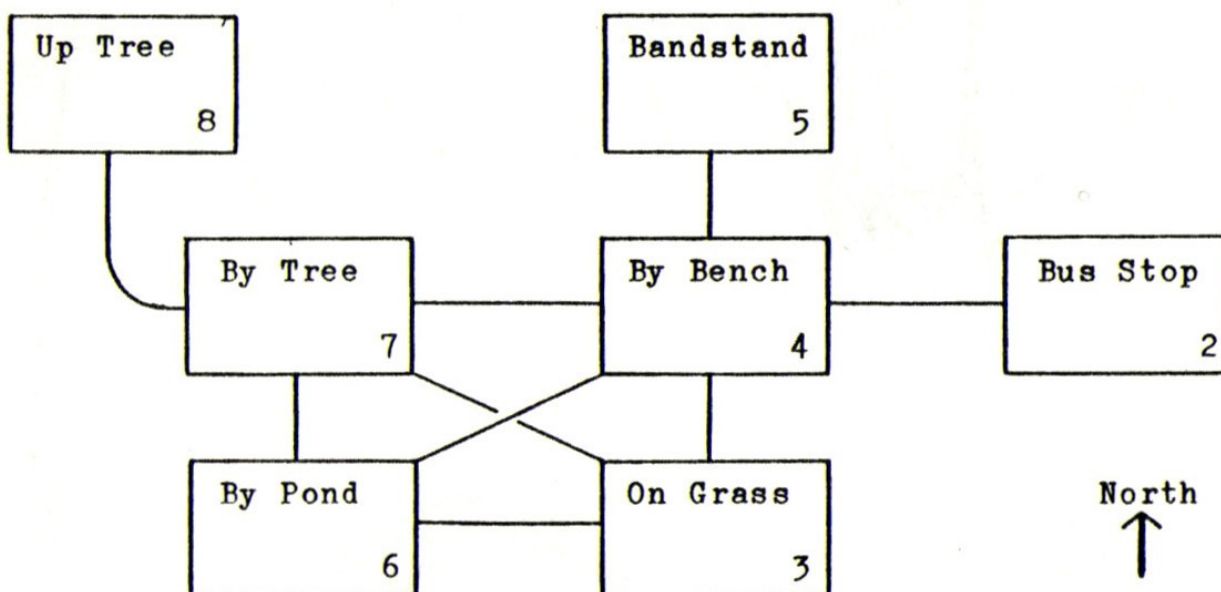 Up Tree
8
Bandstand
5
By Tree
7
By Bench
4
Bus Stop
2
By Pond
6
On Grass
3
North